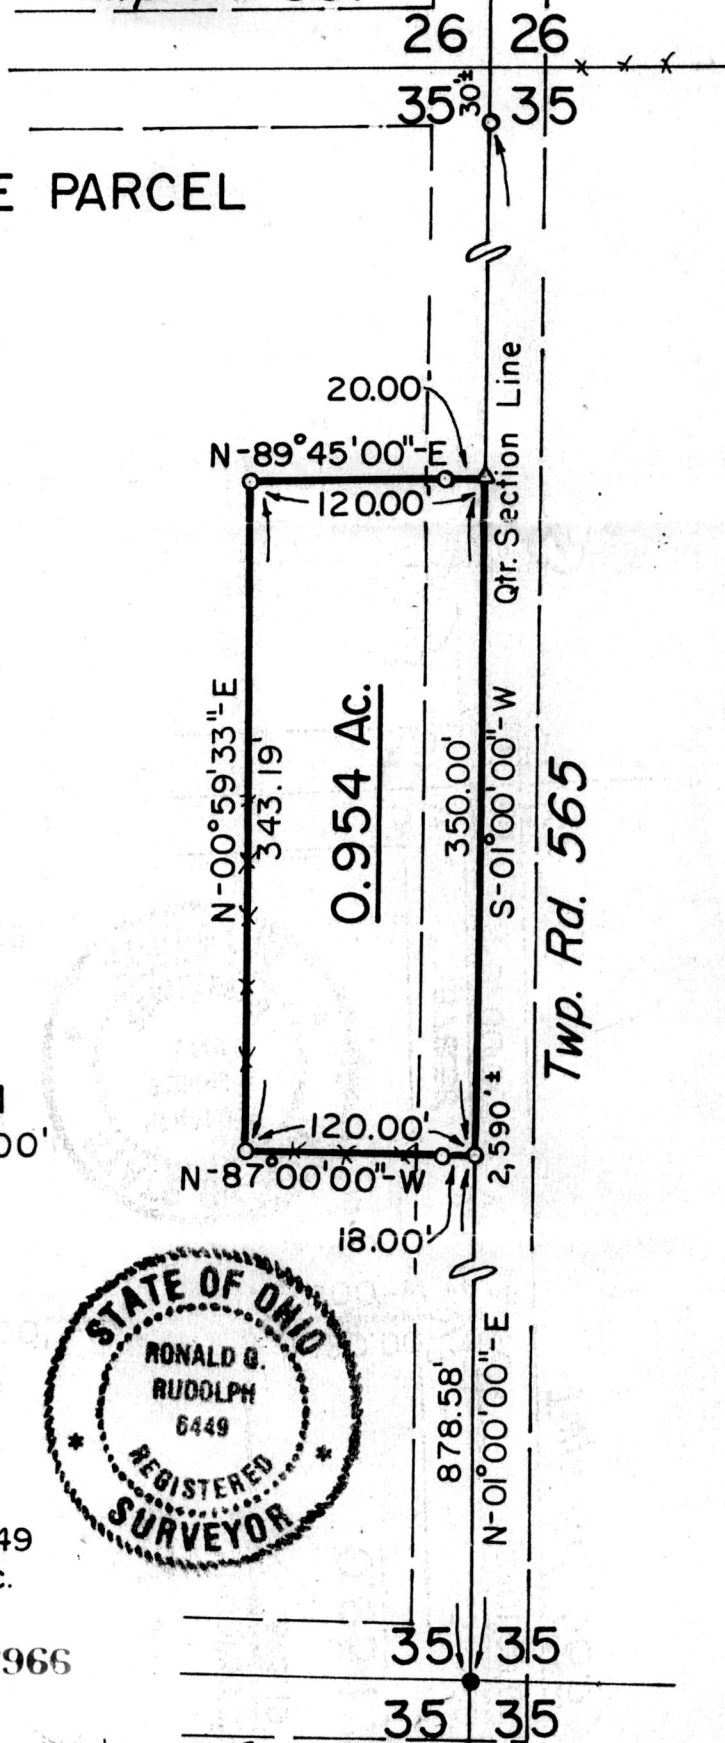 26 26
35 30'± 35
E PARCEL
20.00'
N-89°45'00"-E
120.00
Qtr. Section Line
N-00°59'33"-E
343.19'
0.954 Ac.
350.00'
S-01°00'00"-W
Twp. Rd. 565
120.00'
N-87°00'00"-W
2,590'±
18.00'
00'
STATE OF OHIO
RONALD G.
RUDOLPH
6449
REGISTERED
SURVEYOR
878.58'
N-01°00'00"-E
49
c.
966
35 35
35 35